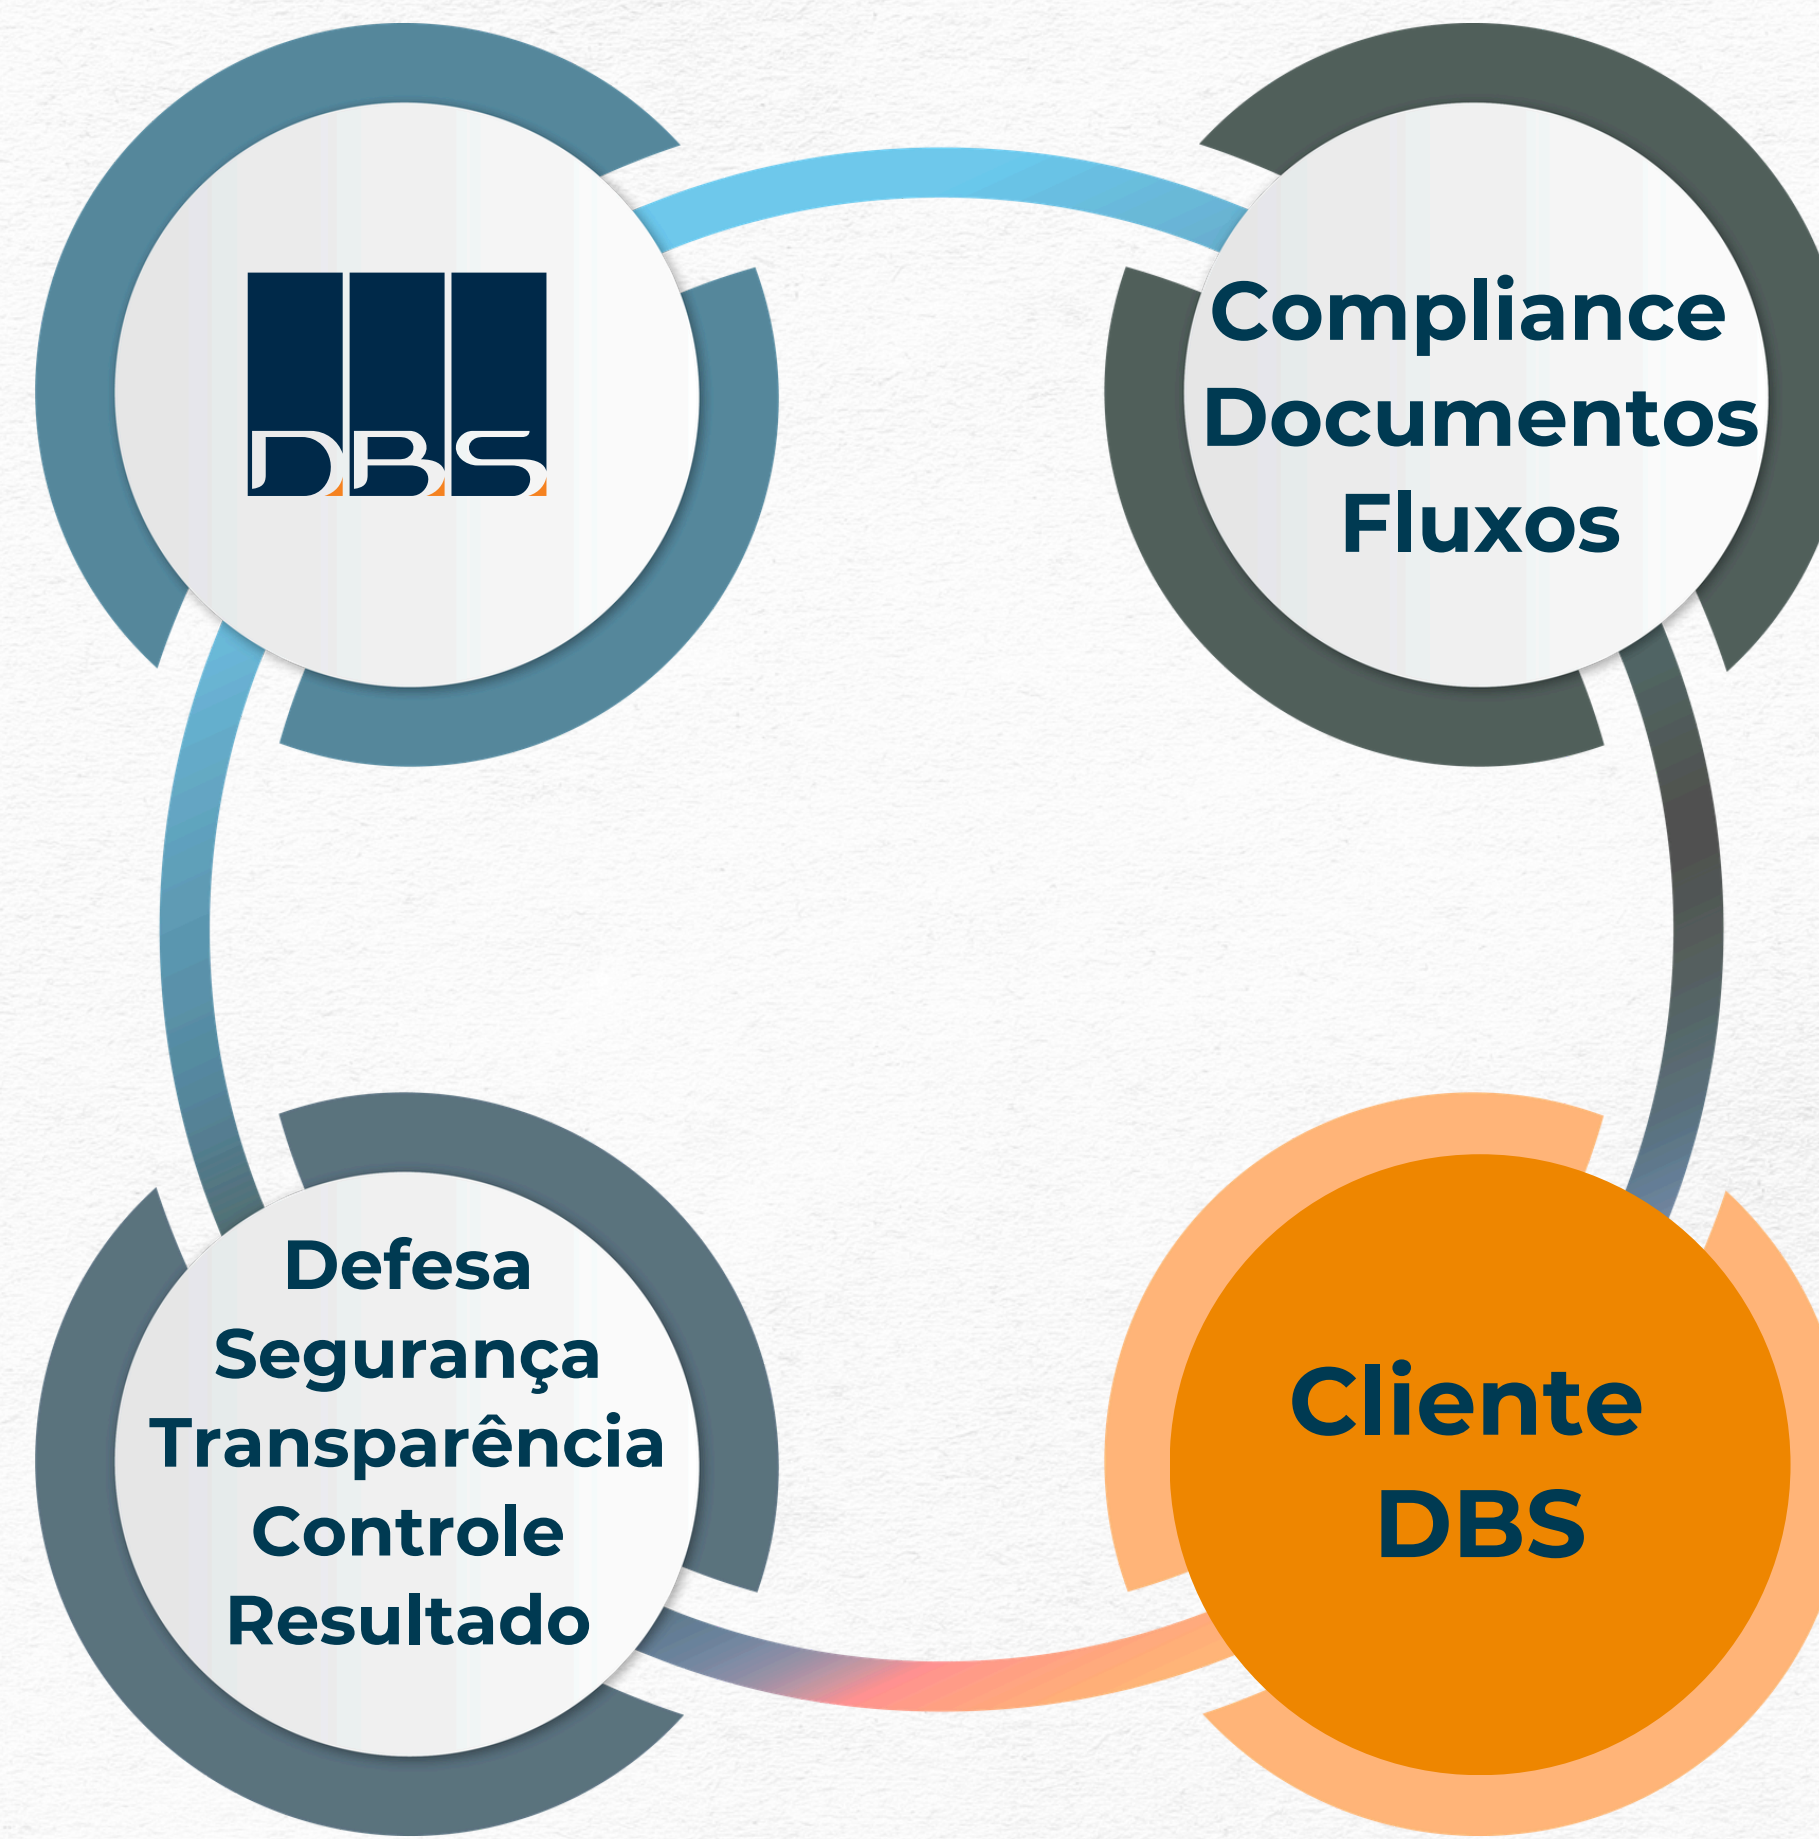 DBS
Compliance
Documentos
Fluxos
Defesa
Segurança
Transparência
Controle
Resultado
Cliente
DBS